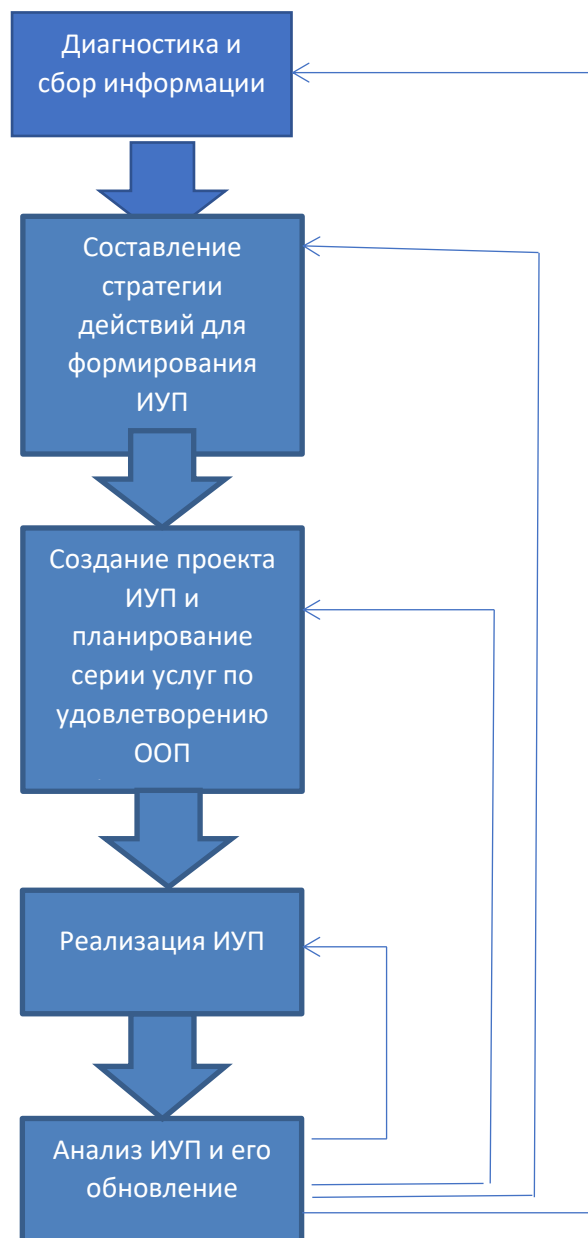 Диагностика и
сбор информации
Составление
стратегии
действий для
формирования
ИУП
Создание проекта
ИУП и
планирование
серии услуг по
удовлетворению
ООП
Реализация ИУП
Анализ ИУП и его
обновление